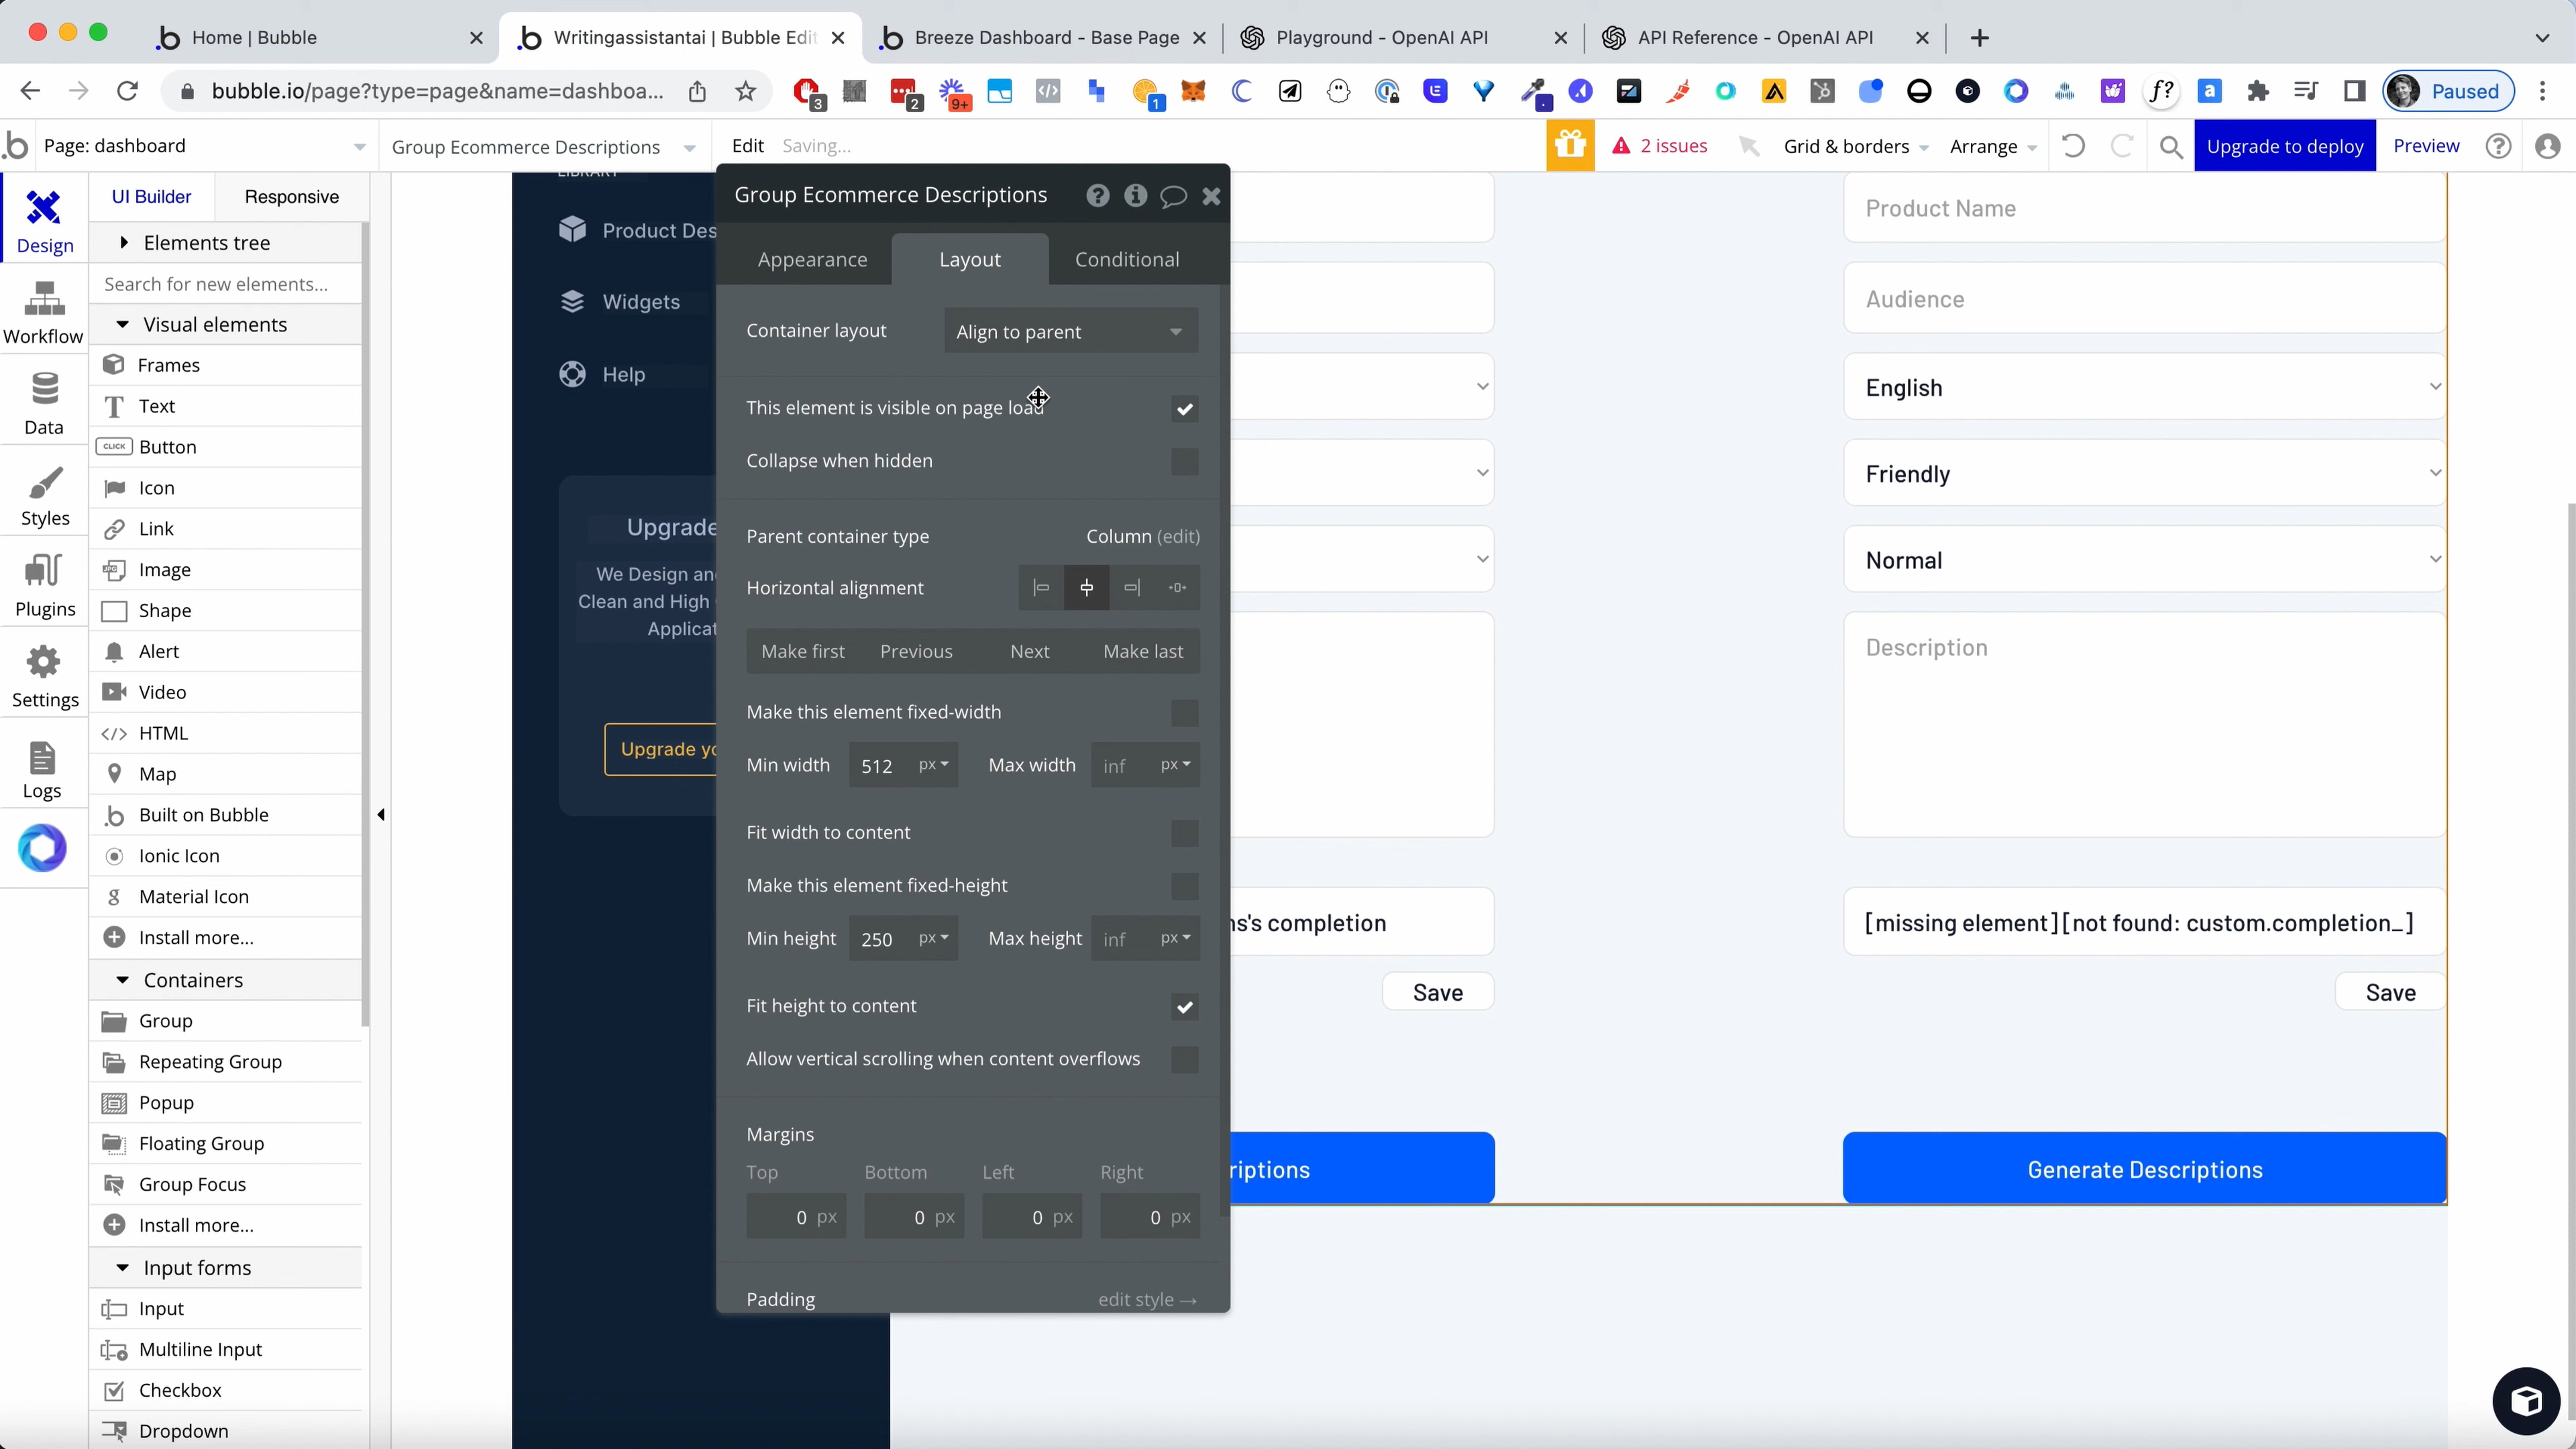 Home | Bubble
Writingassistantai | Bubble Edit
Breeze Dashboard - Base Page
Playground - OpenAI API
API Reference - OpenAI API
bubble.io/page?type=page&name=dashboa...
3
2
9+
1
Paused
Page: dashboard
Group Ecommerce Descriptions
Edit
Saving...
2 issues
Grid & borders
Arrange
Upgrade to deploy
Preview
Design
Workflow
Data
Styles
Plugins
Settings
Logs
UI Builder
Responsive
Elements tree
Search for new elements...
Visual elements
Frames
Text
CLICK
Button
Icon
Link
Image
Shape
Alert
Video
HTML
Map
Built on Bubble
Ionic Icon
Material Icon
Install more...
Containers
Group
Repeating Group
Popup
Floating Group
Group Focus
Install more...
Input forms
Input
Multiline Input
Checkbox
Dropdown
LIBRARY
Product Des
Widgets
Help
Upgrade
We Design an
Clean and High
Applicat
Upgrade yo
Group Ecommerce Descriptions
Appearance
Layout
Conditional
Container layout
Align to parent
This element is visible on page load
Collapse when hidden
Parent container type
Column (edit)
Horizontal alignment
Make first
Previous
Next
Make last
Make this element fixed-width
Min width
512 px
Max width
inf px
Fit width to content
Make this element fixed-height
Min height
250 px
Max height
inf px
Fit height to content
Allow vertical scrolling when content overflows
Margins
Top
Bottom
Left
Right
0 px
0 px
0 px
0 px
Padding
edit style →
ns's completion
Save
riptions
Product Name
Audience
English
Friendly
Normal
Description
[missing element][not found: custom.completion_]
Save
Generate Descriptions